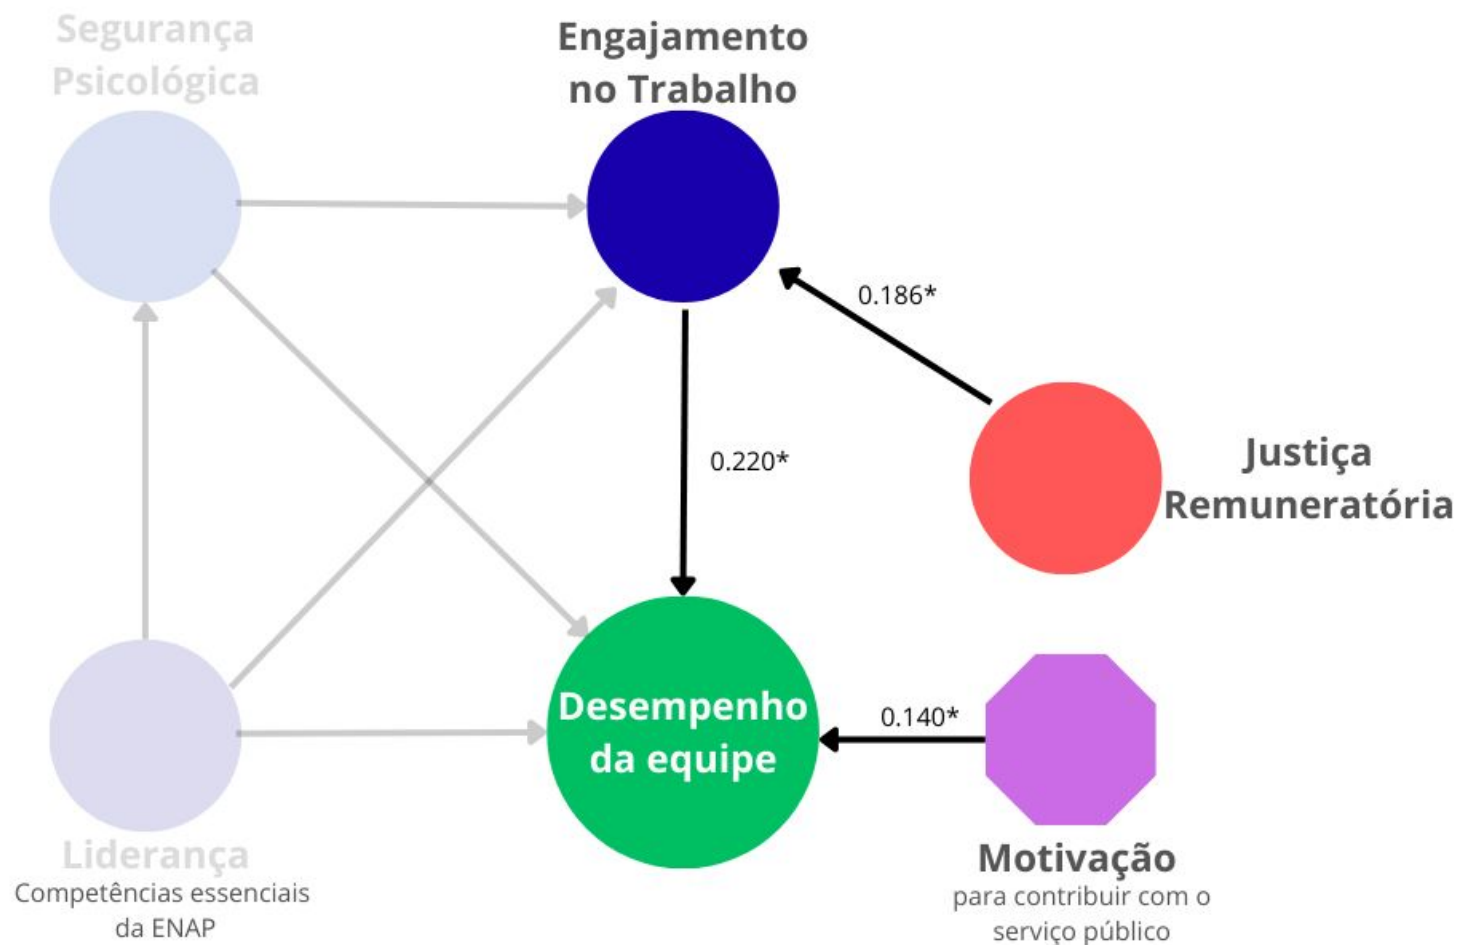 Segurança
Psicológica
Engajamento
no Trabalho
0.186*
0.220*
Justiça
Remuneratória
Desempenho
da equipe
0.140*
Liderança
Competências essenciais
da ENAP
Motivação
para contribuir com o
serviço público